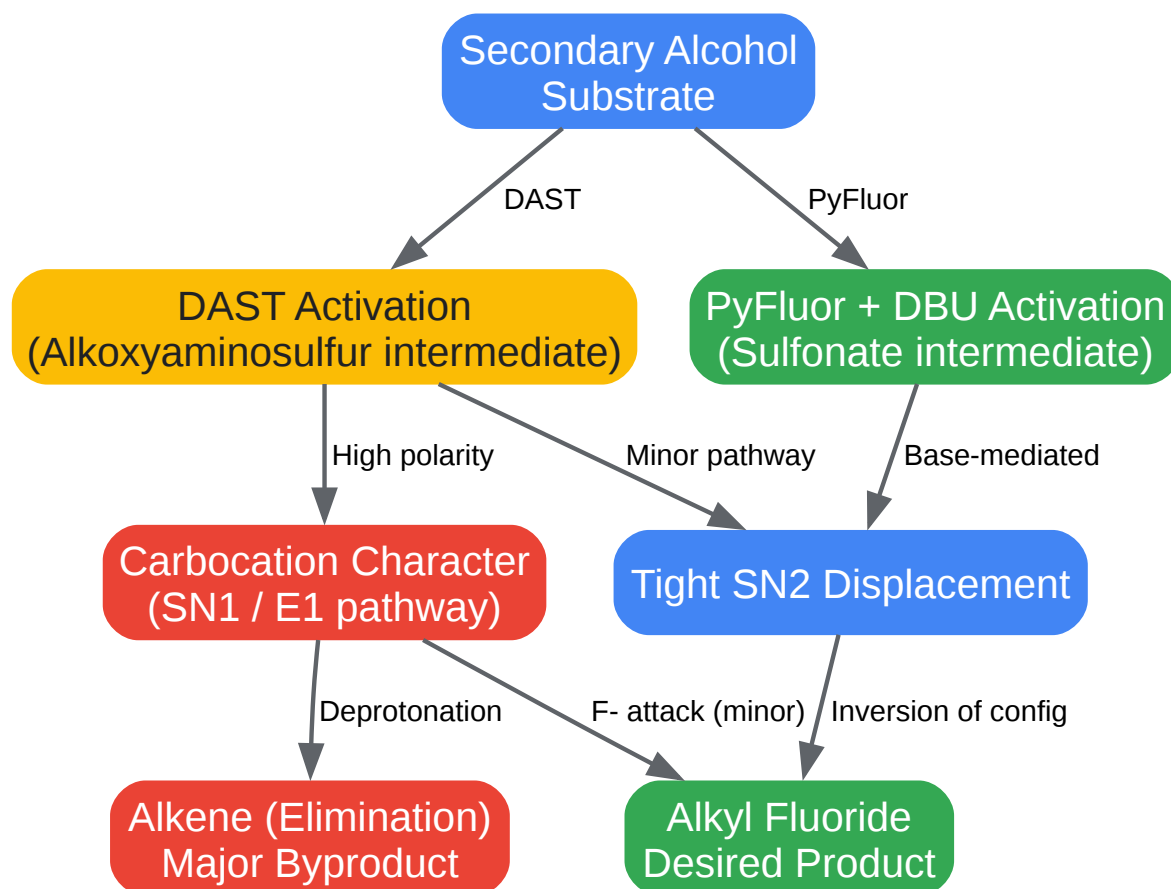 Secondary Alcohol
Substrate
DAST
PyFluor
DAST Activation
(Alkoxyaminosulfur intermediate)
PyFluor + DBU Activation
(Sulfonate intermediate)
High polarity
Minor pathway
Base-mediated
Carbocation Character
(SN1 / E1 pathway)
Tight SN2 Displacement
Deprotonation
F- attack (minor)
Inversion of config
Alkene (Elimination)
Major Byproduct
Alkyl Fluoride
Desired Product